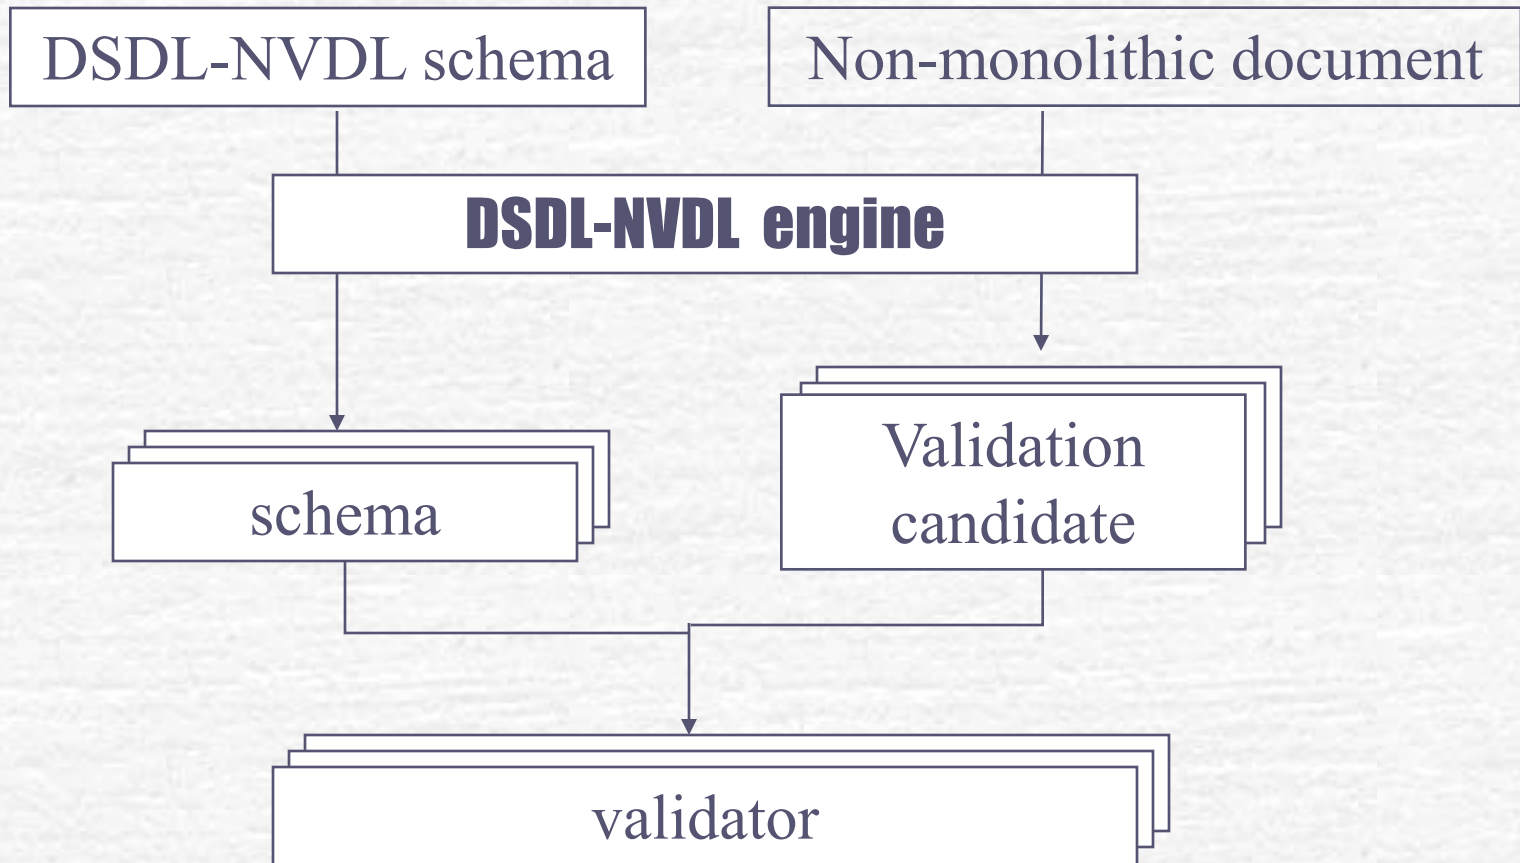 DSDL-NVDL schema
Non-monolithic document
DSDL-NVDL engine
schema
Validation
candidate
validator